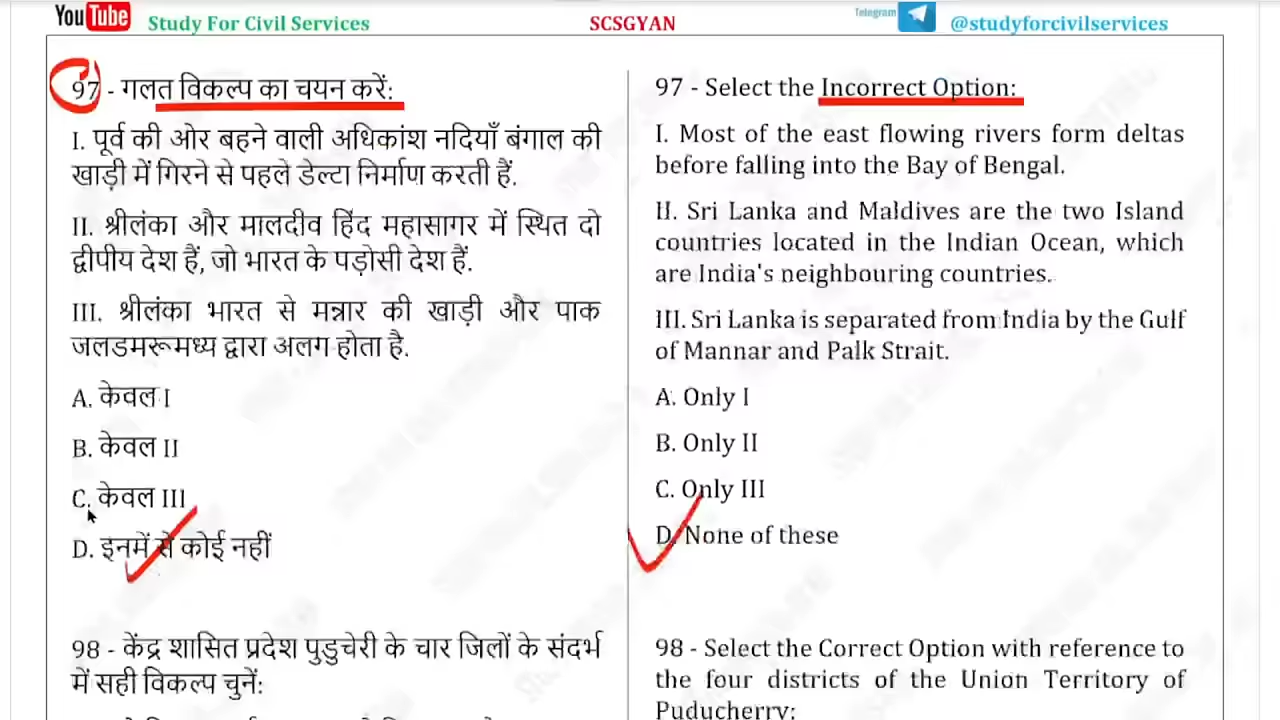 YouTube Study For Civil Services SCSGYAN Telegram @studyforcivilservices
97 - गलत विकल्प का चयन करें:
I. पूर्व की ओर बहने वाली अधिकांश नदियाँ बंगाल की
खाड़ी में गिरने से पहले डेल्टा निर्माण करती हैं.
II. श्रीलंका और मालदीव हिंद महासागर में स्थित दो
द्वीपीय देश हैं, जो भारत के पड़ोसी देश हैं.
III. श्रीलंका भारत से मन्नार की खाड़ी और पाक
जलडमरूमध्य द्वारा अलग होता है.
A. केवल I
B. केवल II
C. केवल III
D. इनमें से कोई नहीं
98 - केंद्र शासित प्रदेश पुडुचेरी के चार जिलों के संदर्भ
में सही विकल्प चुनें:
97 - Select the Incorrect Option:
I. Most of the east flowing rivers form deltas
before falling into the Bay of Bengal.
II. Sri Lanka and Maldives are the two Island
countries located in the Indian Ocean, which
are India's neighbouring countries.
III. Sri Lanka is separated from India by the Gulf
of Mannar and Palk Strait.
A. Only I
B. Only II
C. Only III
D. None of these
98 - Select the Correct Option with reference to
the four districts of the Union Territory of
Puducherry: